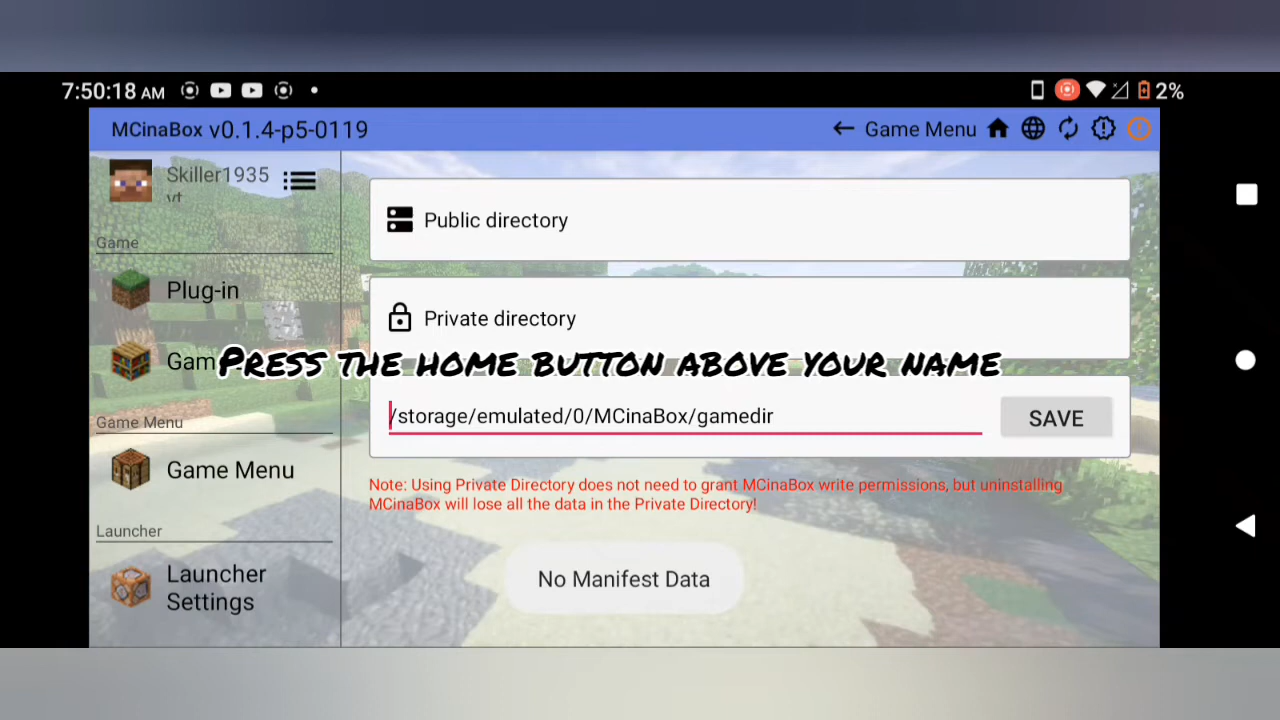 7:50:18 AM
2%
MCinaBox v0.1.4-p5-0119
Game Menu
Skiller1935
Game
Plug-in
Gam
Game Menu
Game Menu
Launcher
Launcher
Settings
Public directory
Private directory
Press the home button above your name
/storage/emulated/0/MCinaBox/gamedir
SAVE
Note: Using Private Directory does not need to grant MCinaBox write permissions, but uninstalling
MCinaBox will lose all the data in the Private Directory!
No Manifest Data